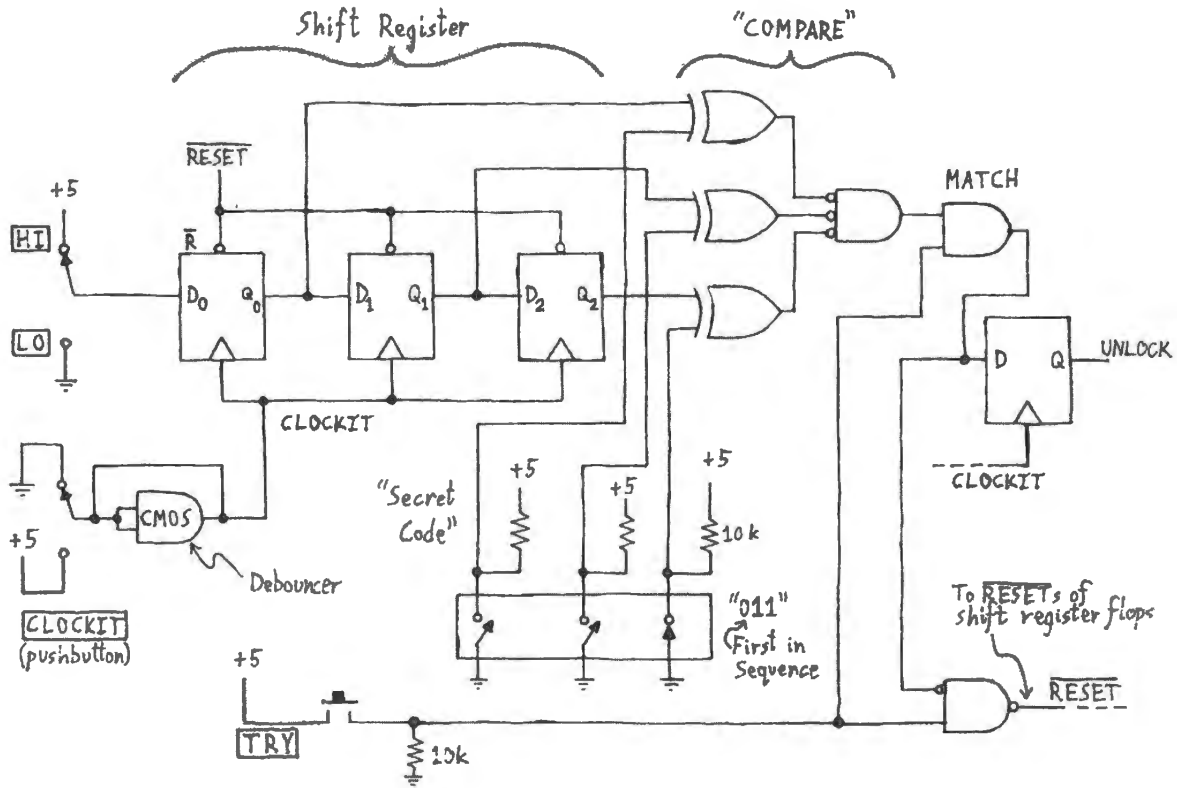 Shift Register
"COMPARE"
RESET
+5
MATCH
HI
R
D0 Q0
D1 Q1
D2 Q2
LO
D Q
UNLOCK
CLOCKIT
CLOCKIT
"Secret
Code"
+5
+5
+5
10k
CMOS
+5
Debouncer
CLOCKIT
(pushbutton)
"011"
First in
Sequence
To RESETs of
shift register flops
+5
RESET
TRY
10k